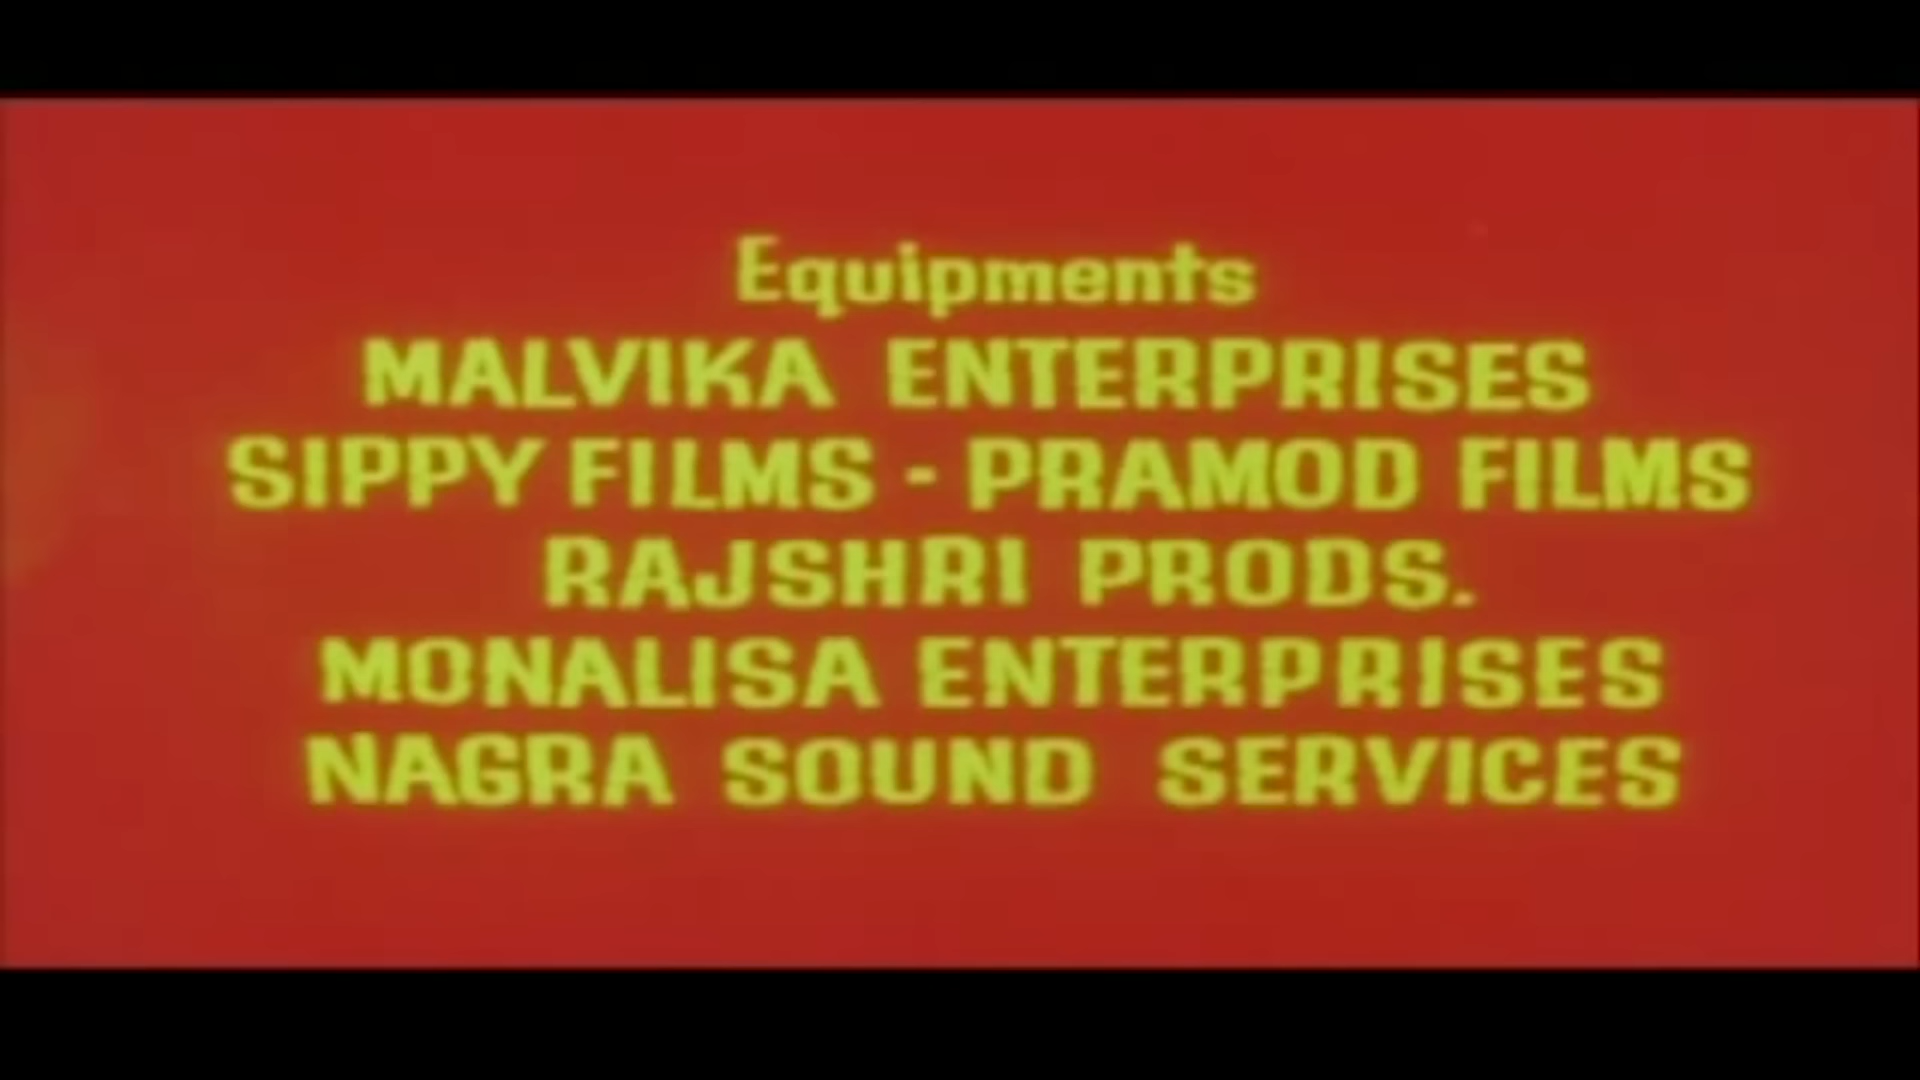 Equipments
MALVIKA ENTERPRISES
SIPPY FILMS - PRAMOD FILMS
RAJSHRI PRODS.
MONALISA ENTERPRISES
NAGRA SOUND SERVICES